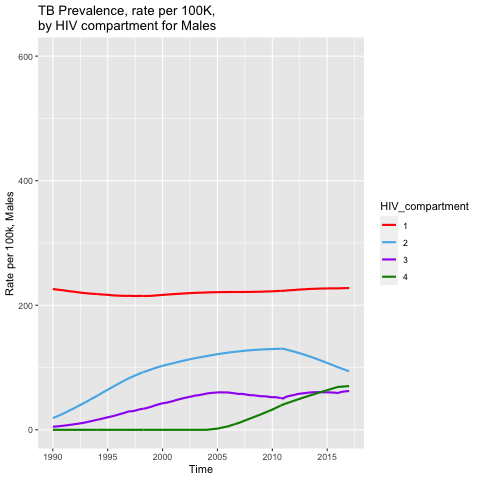 TB Prevalence, rate per 100K,
by HIV compartment for Males
Rate per 100k, Males
600
400
200
0
1990
1995
2000
2005
2010
2015
Time
HIV_compartment
1
2
3
4